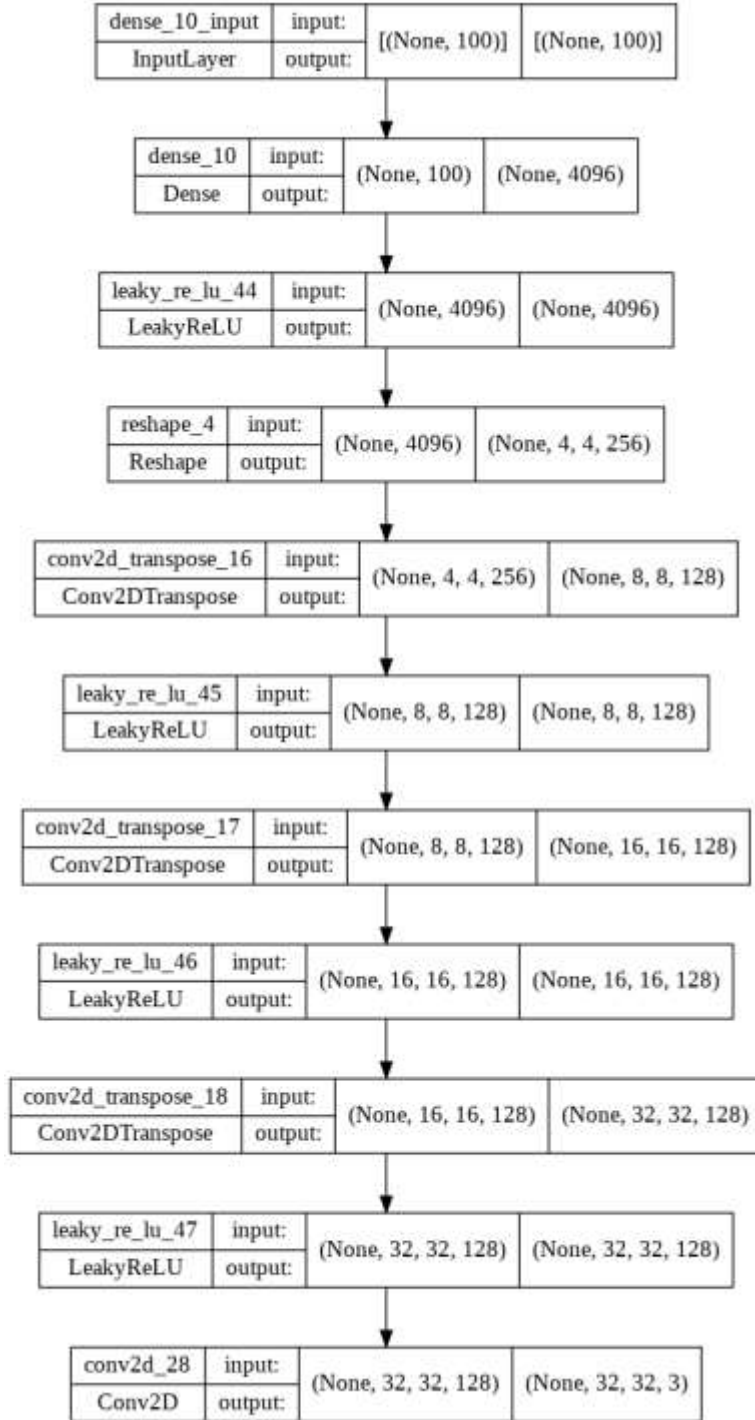 dense_10_input input: [(None, 100)] [(None, 100)]
InputLayer output:
dense_10 input: (None, 100) (None, 4096)
Dense output:
leaky_re_lu_44 input: (None, 4096) (None, 4096)
LeakyReLU output:
reshape_4 input: (None, 4096) (None, 4, 4, 256)
Reshape output:
conv2d_transpose_16 input: (None, 4, 4, 256) (None, 8, 8, 128)
Conv2DTranspose output:
leaky_re_lu_45 input: (None, 8, 8, 128) (None, 8, 8, 128)
LeakyReLU output:
conv2d_transpose_17 input: (None, 8, 8, 128) (None, 16, 16, 128)
Conv2DTranspose output:
leaky_re_lu_46 input: (None, 16, 16, 128) (None, 16, 16, 128)
LeakyReLU output:
conv2d_transpose_18 input: (None, 16, 16, 128) (None, 32, 32, 128)
Conv2DTranspose output:
leaky_re_lu_47 input: (None, 32, 32, 128) (None, 32, 32, 128)
LeakyReLU output:
conv2d_28 input: (None, 32, 32, 128) (None, 32, 32, 3)
Conv2D output: